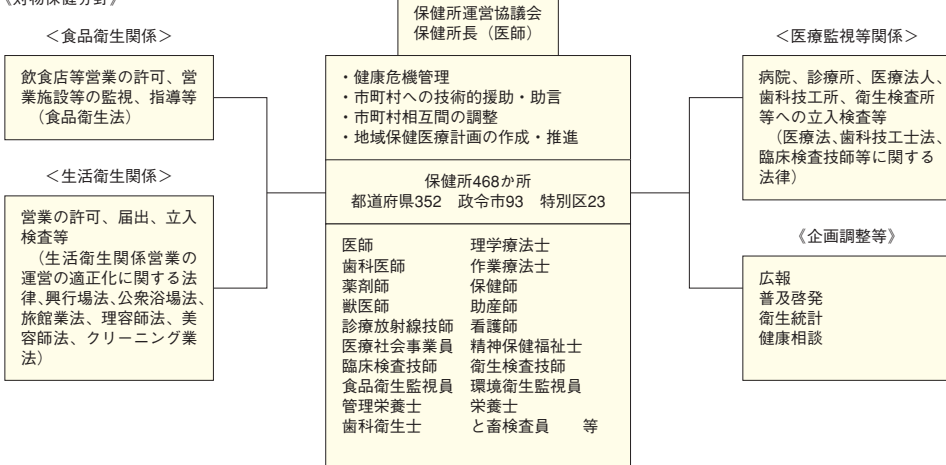 保健所運営協議会
保健所長（医師）
＜食品衛生関係＞
飲食店等営業の許可、営
業施設等の監視、指導等
（食品衛生法）
＜生活衛生関係＞
営業の許可、届出、立入
検査等
（生活衛生関係営業の
運営の適正化に関する法
律、興行場法、公衆浴場法、
旅館業法、理容師法、美
容師法、クリーニング業
法）
・健康危機管理
・市町村への技術的援助・助言
・市町村相互間の調整
・地域保健医療計画の作成・推進
保健所468か所
都道府県352　政令市93　特別区23
医師　理学療法士
歯科医師　作業療法士
薬剤師　保健師
獣医師　助産師
診療放射線技師　看護師
医療社会事業員　精神保健福祉士
臨床検査技師　衛生検査技師
食品衛生監視員　環境衛生監視員
管理栄養士　栄養士
歯科衛生士　と畜検査員　等
＜医療監視等関係＞
病院、診療所、医療法人、
歯科技工所、衛生検査所
等への立入検査等
（医療法、歯科技工士法、
臨床検査技師等に関する
法律）
《企画調整等》
広報
普及啓発
衛生統計
健康相談